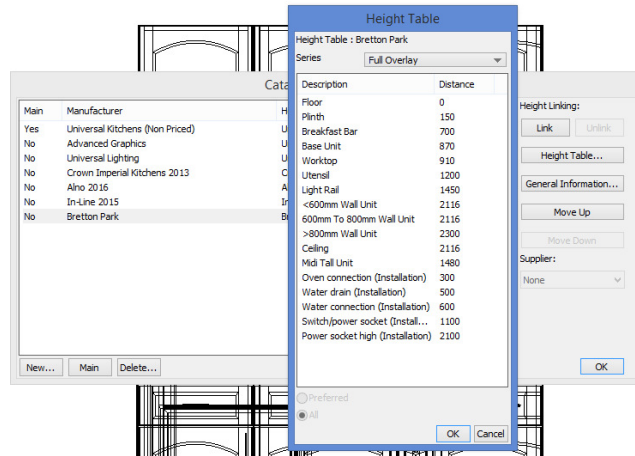 Height Table
Height Table : Bretton Park
Series Full Overlay
Description Distance
Floor 0
Plinth 150
Breakfast Bar 700
Base Unit 870
Worktop 910
Utensil 1200
Light Rail 1450
<600mm Wall Unit 2116
600mm To 800mm Wall Unit 2116
>800mm Wall Unit 2300
Ceiling 2116
Midi Tall Unit 1480
Oven connection (Installation) 300
Water drain (Installation) 500
Water connection (Installation) 600
Switch/power socket (Install... 1100
Power socket high (Installation) 2100
Preferred
All
OK Cancel
Cata
Main Manufacturer H
Yes Universal Kitchens (Non Priced) U
No Advanced Graphics U
No Universal Lighting U
No Crown Imperial Kitchens 2013 C
No Alno 2016 A
No In-Line 2015 In
No Bretton Park Br
New... Main Delete...
Height Linking:
Link Unlink
Height Table...
General Information...
Move Up
Move Down
Supplier:
None
OK